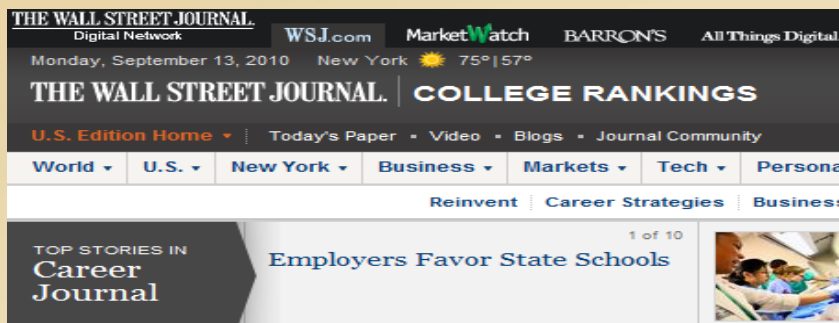 THE WALL STREET JOURNAL.
Digital Network
WSJ.com MarketWatch BARRON'S All Things Digital.
Monday, September 13, 2010 New York 75°|57°
THE WALL STREET JOURNAL. | COLLEGE RANKINGS
U.S. Edition Home Today's Paper • Video • Blogs • Journal Community
World U.S. New York Business Markets Tech Persona
Reinvent Career Strategies Business
1 of 10
TOP STORIES IN
Career
Journal
Employers Favor State Schools